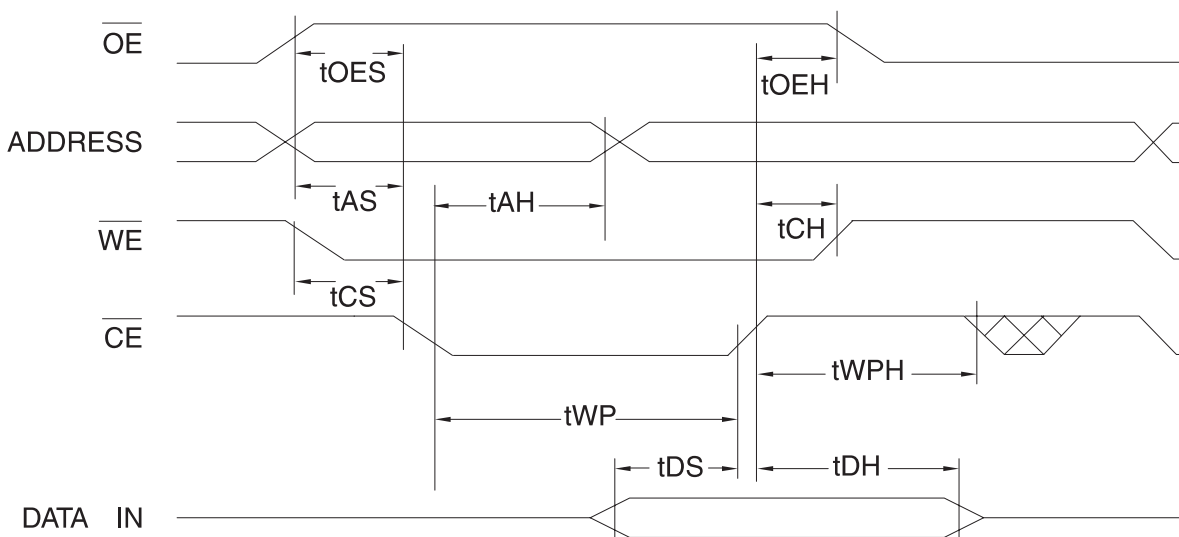 OE
tOES
tOEH
ADDRESS
tAS
tAH
tCH
WE
tCS
CE
tWPH
tWP
tDS
tDH
DATA IN